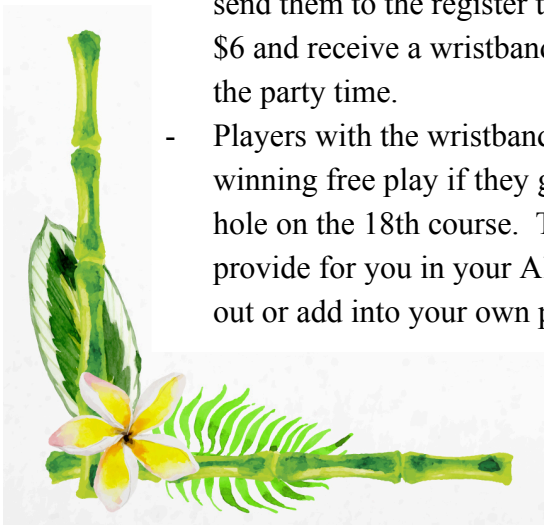 send them to the register t
$6 and receive a wristband
the party time.
- Players with the wristband
winning free play if they g
hole on the 18th course. T
provide for you in your Al
out or add into your own p